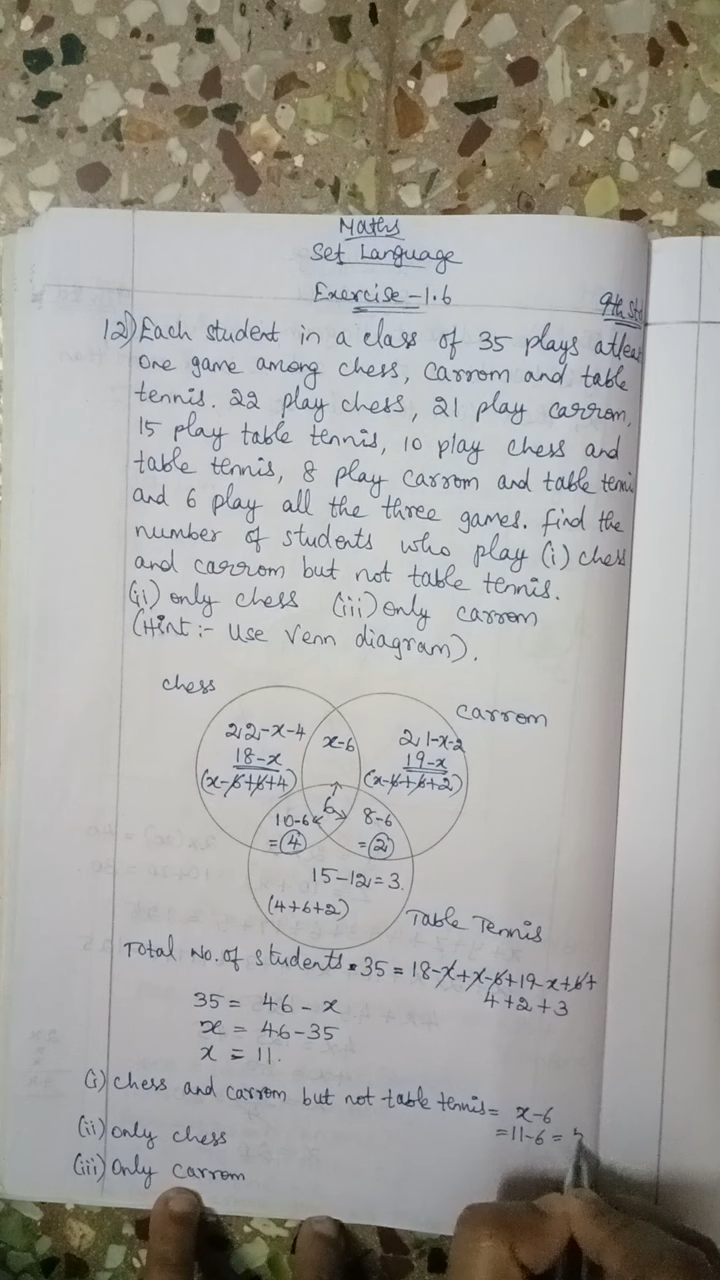 Maths
Set Language
Exercise - 1.6
9th Std
12) Each student in a class of 35 plays atleas
one game among chess, carrom and table
tennis. 22 play chess, 21 play carrom,
15 play table tennis, 10 play chess and
table tennis, 8 play carrom and table tenni
and 6 play all the three games. find the
number of students who play (i) chess
and carrom but not table tennis.
(ii) only chess (iii) only carrom
(Hint :- Use Venn diagram).
chess
carrom
22-x-4
x-6
21-x-2
18-x
19-x
(x-6+6+4)
(x-6+6+2)
6
10-6
8-6
=4
=2
15-12=3.
(4+6+2)
Table Tennis
Total No. of students = 35 = 18-x+x-6+19-x+6+
4+2+3
35 = 46 - x
x = 46-35
x = 11.
(i) chess and carrom but not table tennis = x-6
= 11-6 =
(ii) only chess
(iii) Only carrom